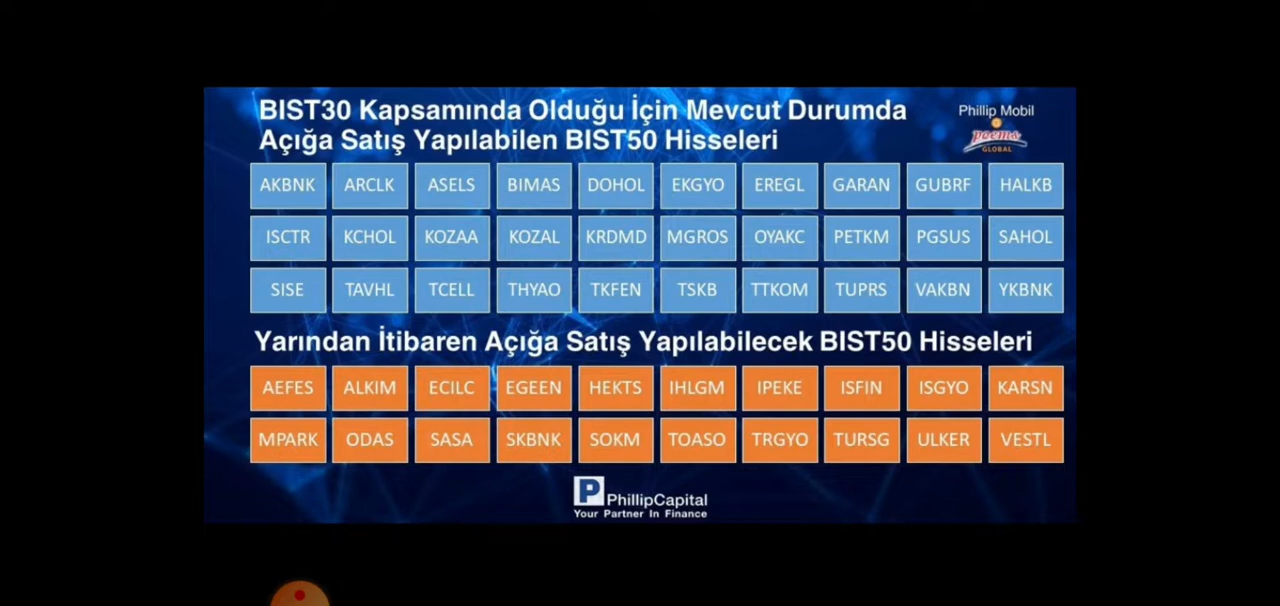 BIST30 Kapsamında Olduğu İçin Mevcut Durumda
Açığa Satış Yapılabilen BIST50 Hisseleri
Phillip Mobil
poems
GLOBAL
AKBNK ARCLK ASELS BIMAS DOHOL EKGYO EREGL GARAN GUBRF HALKB
ISCTR KCHOL KOZAA KOZAL KRDMD MGROS OYAKC PETKM PGSUS SAHOL
SISE TAVHL TCELL THYAO TKFEN TSKB TTKOM TUPRS VAKBN YKBNK
Yarından İtibaren Açığa Satış Yapılabilecek BIST50 Hisseleri
AEFES ALKIM ECILC EGEEN HEKTS IHLGM IPEKE ISFIN ISGYO KARSN
MPARK ODAS SASA SKBNK SOKM TOASO TRGYO TURSG ULKER VESTL
P PhillipCapital
Your Partner In Finance